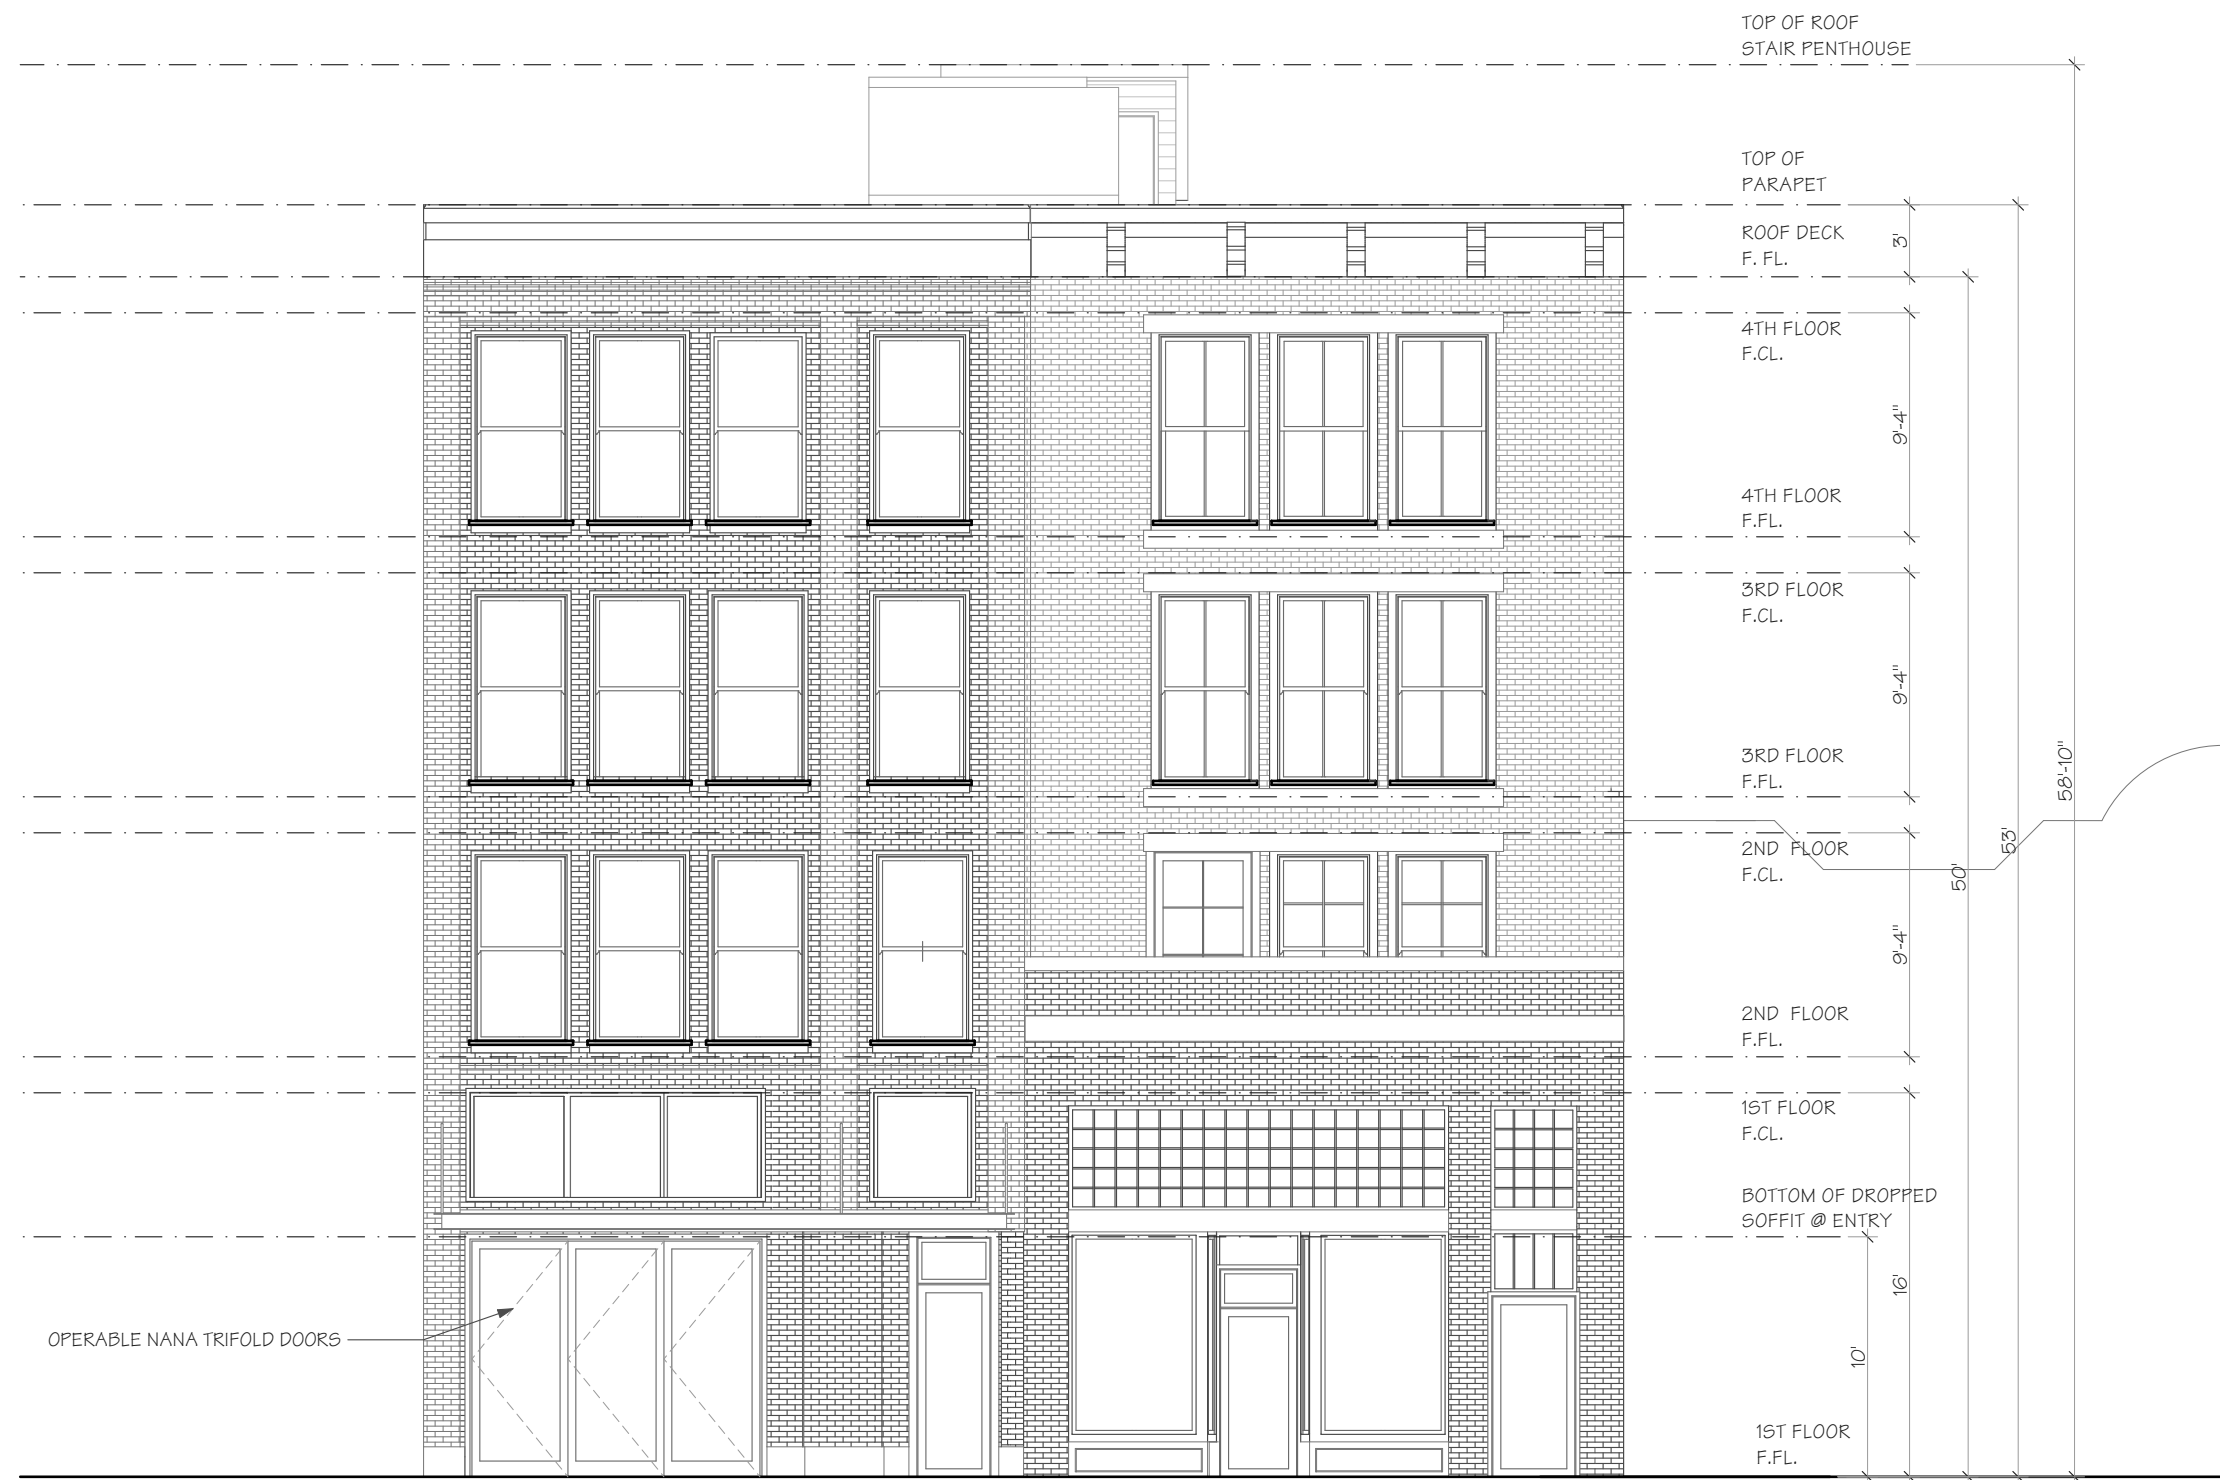 TOP OF ROOF
STAIR PENTHOUSE
TOP OF
PARAPET
ROOF DECK
F. FL.
3'
4TH FLOOR
F.CL.
9'-4"
4TH FLOOR
F.FL.
3RD FLOOR
F.CL.
9'-4"
3RD FLOOR
F.FL.
58'-10"
53'
50'
2ND FLOOR
F.CL.
9'-4"
2ND FLOOR
F.FL.
1ST FLOOR
F.CL.
BOTTOM OF DROPPED
SOFFIT @ ENTRY
16'
10'
OPERABLE NANA TRIFOLD DOORS
1ST FLOOR
F.FL.